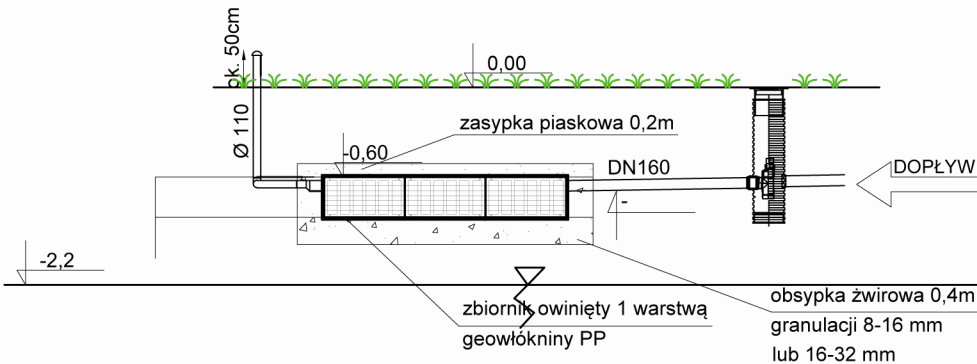 ok. 50cm
0,00
Ø 110
zasypka piaskowa 0,2m
-0,60
DN160
DOPŁYW
-
-2,2
zbiornik owinięty 1 warstwą
geowłókniny PP
obsypka żwirowa 0,4m
granulacji 8-16 mm
lub 16-32 mm